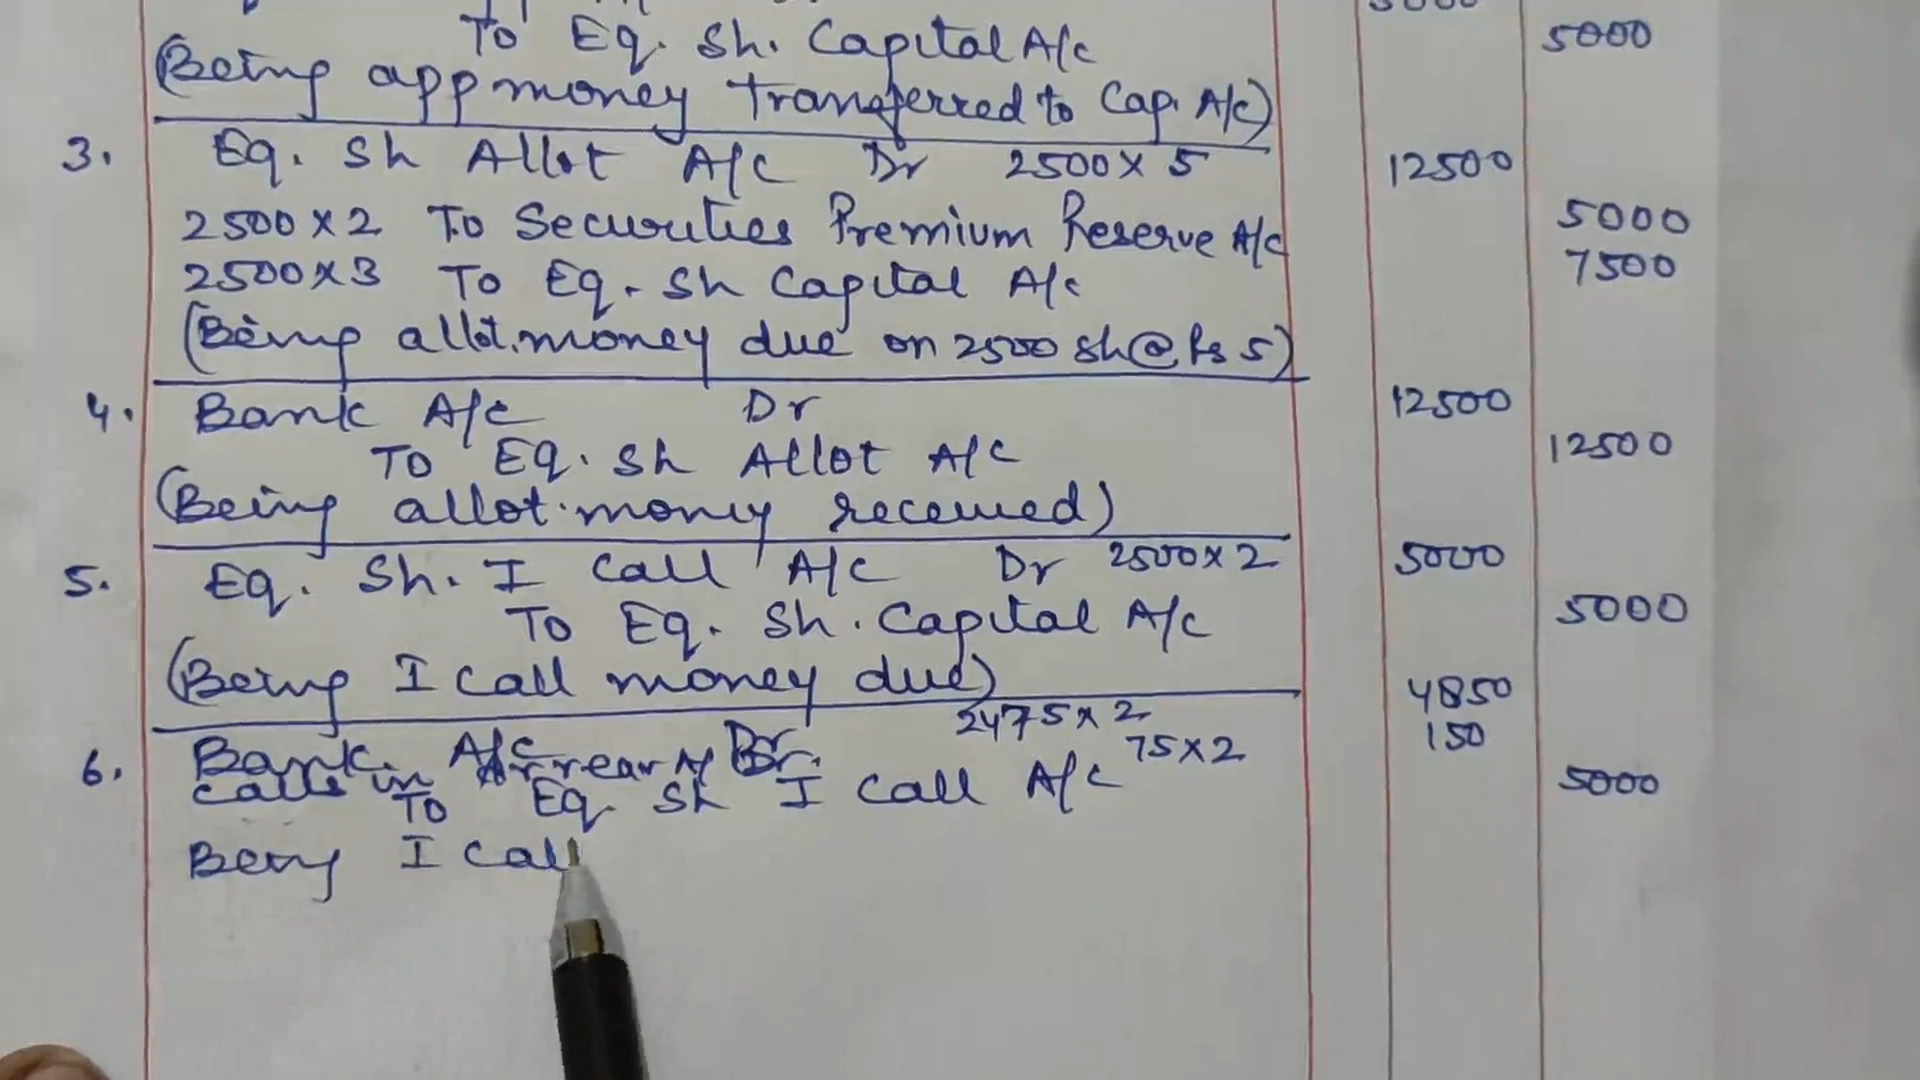 To Eq. Sh. Capital A/c 5000
(Being app money transferred to Cap. A/c)
3. Eq. Sh Allot A/c Dr 2500 x 5 12500
2500 x 2 To Securities Premium Reserve A/c 5000
2500 x 3 To Eq. Sh Capital A/c 7500
(Being allot. money due on 2500 sh @ Rs 5)
4. Bank A/c Dr 12500
To Eq. Sh Allot A/c 12500
(Being allot. money received)
5. Eq. Sh. I Call A/c Dr 2500 x 2 5000
To Eq. Sh. Capital A/c 5000
(Being I call money due)
6. Bank A/c Dr. 2475 x 2 4850
Calls in Arrear A/c Dr. 75 x 2 150
To Eq. Sh I Call A/c 5000
Being I Call